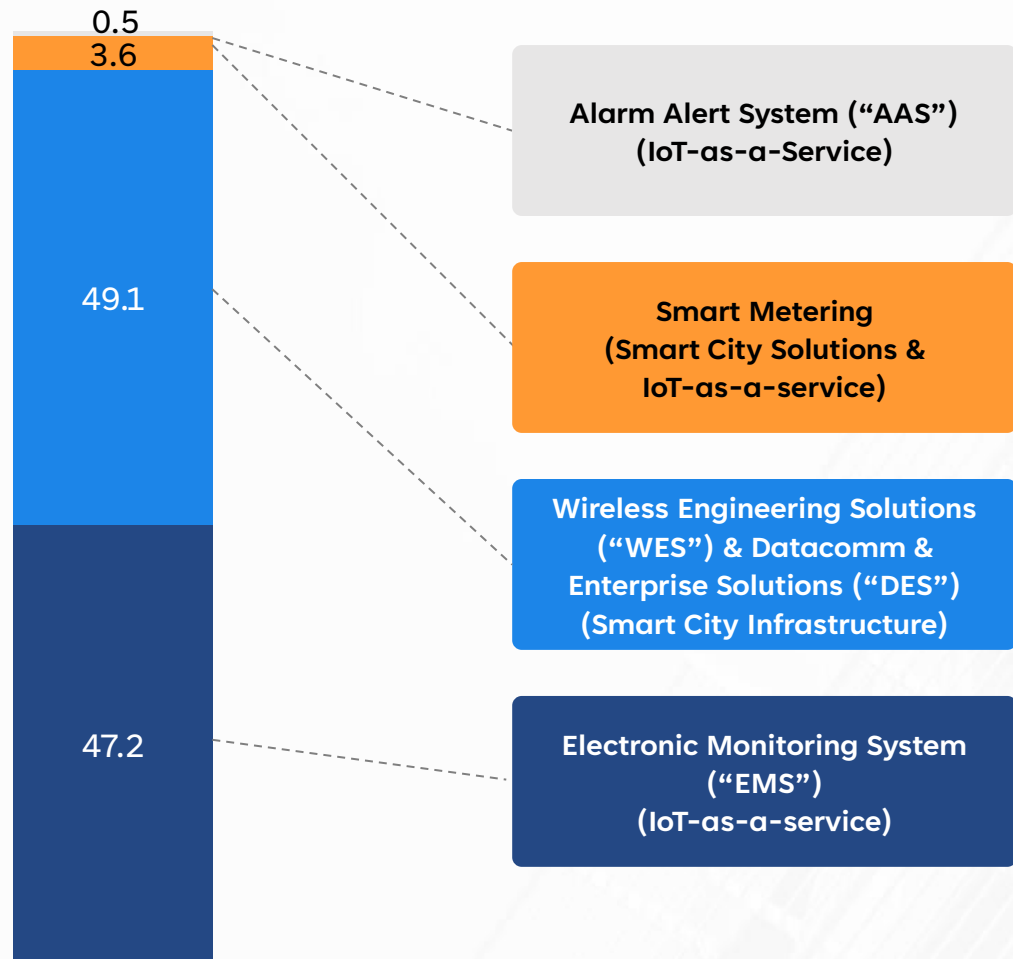 0.5
3.6
49.1
47.2
Alarm Alert System (“AAS”)
(IoT-as-a-Service)
Smart Metering
(Smart City Solutions &
IoT-as-a-service)
Wireless Engineering Solutions
(“WES”) & Datacomm &
Enterprise Solutions (“DES”)
(Smart City Infrastructure)
Electronic Monitoring System
(“EMS”)
(IoT-as-a-service)